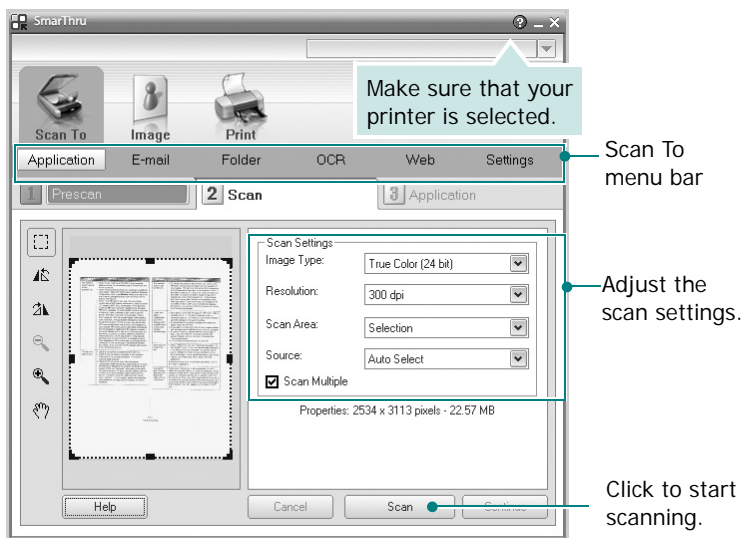 SmarThru
Make sure that your
printer is selected.
Scan To Image Print
Application E-mail Folder OCR Web Settings
Scan To
menu bar
1 Prescan 2 Scan 3 Application
Scan Settings
Image Type: True Color (24 bit)
Resolution: 300 dpi
Scan Area: Selection
Source: Auto Select
Scan Multiple
Adjust the
scan settings.
Properties: 2534 x 3113 pixels - 22.57 MB
Help Cancel Scan
Click to start
scanning.